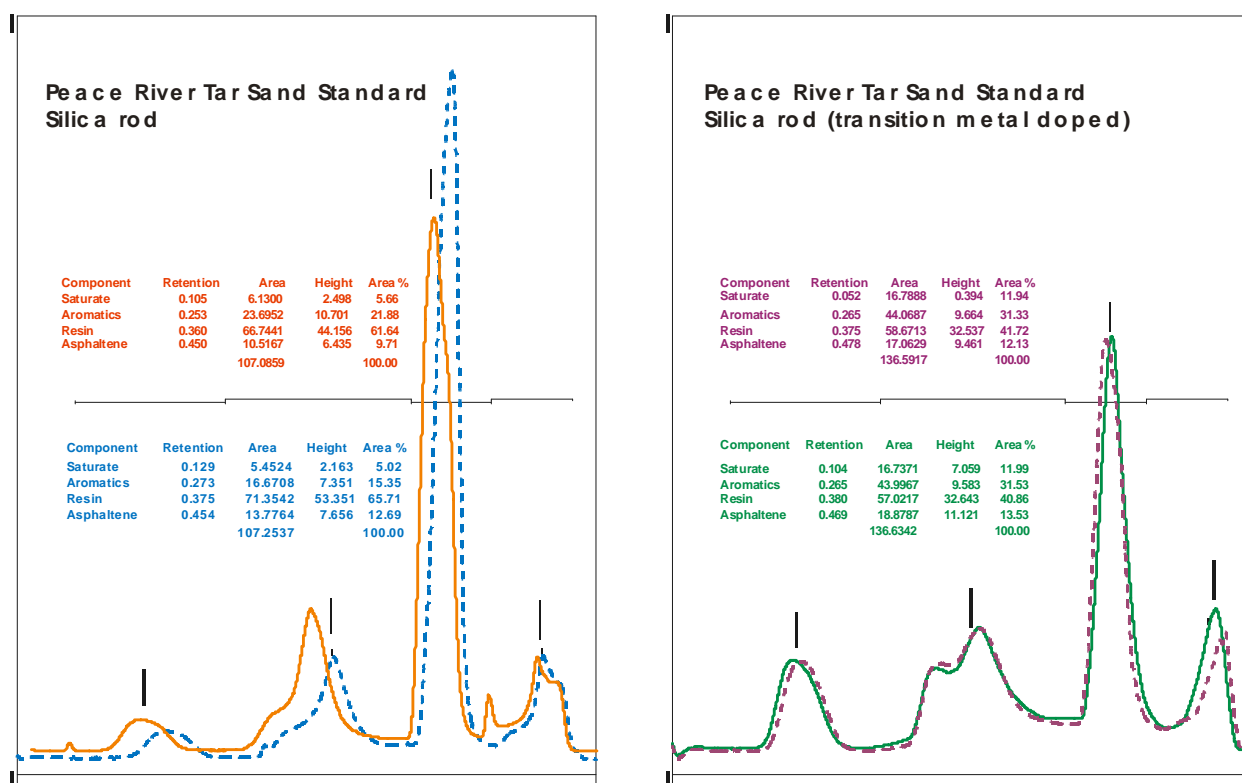 Peace River Tar Sand Standard
Silica rod
Component Retention Area Height Area %
Saturate 0.105 6.1300 2.498 5.66
Aromatics 0.253 23.6952 10.701 21.88
Resin 0.360 66.7441 44.156 61.64
Asphaltene 0.450 10.5167 6.435 9.71
107.0859 100.00
Component Retention Area Height Area %
Saturate 0.129 5.4524 2.163 5.02
Aromatics 0.273 16.6708 7.351 15.35
Resin 0.375 71.3542 53.351 65.71
Asphaltene 0.454 13.7764 7.656 12.69
107.2537 100.00
Peace River Tar Sand Standard
Silica rod (transition metal doped)
Component Retention Area Height Area %
Saturate 0.052 16.7888 0.394 11.94
Aromatics 0.265 44.0687 9.664 31.33
Resin 0.375 58.6713 32.537 41.72
Asphaltene 0.478 17.0629 9.461 12.13
136.5917 100.00
Component Retention Area Height Area %
Saturate 0.104 16.7371 7.059 11.99
Aromatics 0.265 43.9967 9.583 31.53
Resin 0.380 57.0217 32.643 40.86
Asphaltene 0.469 18.8787 11.121 13.53
136.6342 100.00